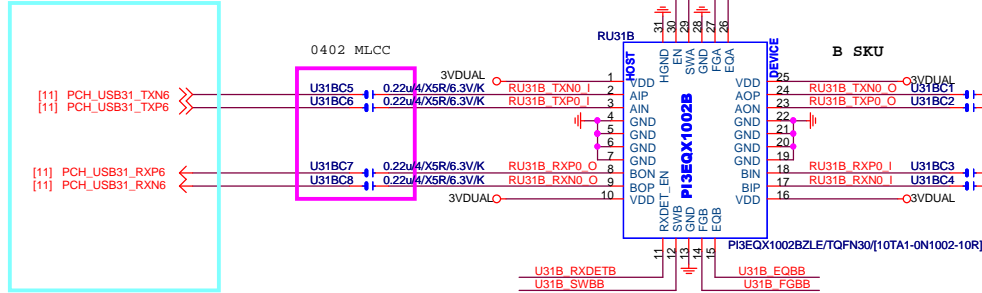 31 30 29 28 27 26
RU31B
HGND EN SWA GND FGA EQA
HOST
DEVICE
B SKU
0402 MLCC
3VDUAL 1 VDD VDD 25 3VDUAL
[11] PCH_USB31_TXN6 U31BC5 0.22u/4/X5R/6.3V/K RU31B_TXN0_I 2 AIP AOP 24 RU31B_TXN0_O U31BC1
[11] PCH_USB31_TXP6 U31BC6 0.22u/4/X5R/6.3V/K RU31B_TXP0_I 3 AIN AON 23 RU31B_TXP0_O U31BC2
4 GND GND 22
5 GND GND 21
6 GND GND 20
7 GND GND 19
PI3EQX1002B
[11] PCH_USB31_RXP6 U31BC7 0.22u/4/X5R/6.3V/K RU31B_RXP0_O 8 BON BIN 18 RU31B_RXP0_I U31BC3
[11] PCH_USB31_RXN6 U31BC8 0.22u/4/X5R/6.3V/K RU31B_RXN0_O 9 BOP BIP 17 RU31B_RXN0_I U31BC4
3VDUAL 10 VDD VDD 16 3VDUAL
RXDET_EN SWB GND FGB EQB
11 12 13 14 15
PI3EQX1002BZLE/TQFN30/[10TA1-0N1002-10R]
U31B_RXDETB U31B_EQBB
U31B_SWBB U31B_FGBB